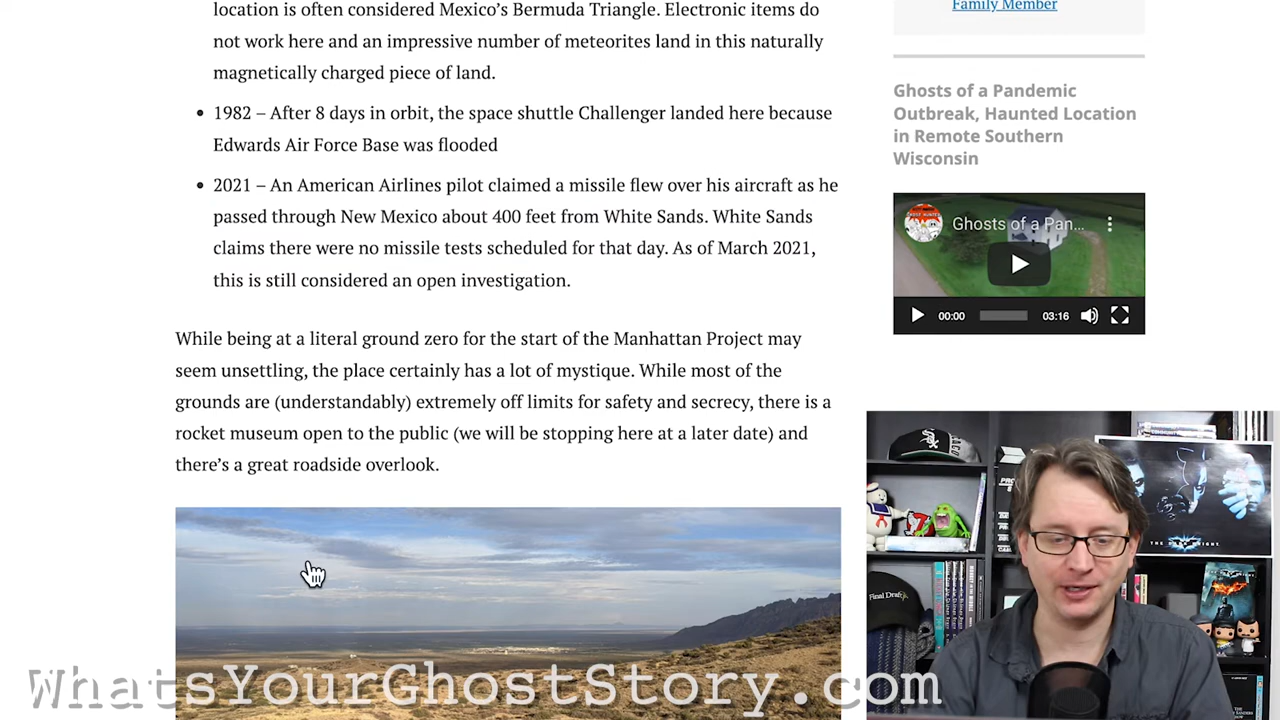 location is often considered Mexico's Bermuda Triangle. Electronic items do
not work here and an impressive number of meteorites land in this naturally
magnetically charged piece of land.
• 1982 – After 8 days in orbit, the space shuttle Challenger landed here because
Edwards Air Force Base was flooded
• 2021 – An American Airlines pilot claimed a missile flew over his aircraft as he
passed through New Mexico about 400 feet from White Sands. White Sands
claims there were no missile tests scheduled for that day. As of March 2021,
this is still considered an open investigation.
While being at a literal ground zero for the start of the Manhattan Project may
seem unsettling, the place certainly has a lot of mystique. While most of the
grounds are (understandably) extremely off limits for safety and secrecy, there is a
rocket museum open to the public (we will be stopping here at a later date) and
there's a great roadside overlook.
Family Member
Ghosts of a Pandemic
Outbreak, Haunted Location
in Remote Southern
Wisconsin
Ghosts of a Pan...
00:00 03:16
THE DARK KNIGHT
Final Draft
WhatsYourGhostStory.com